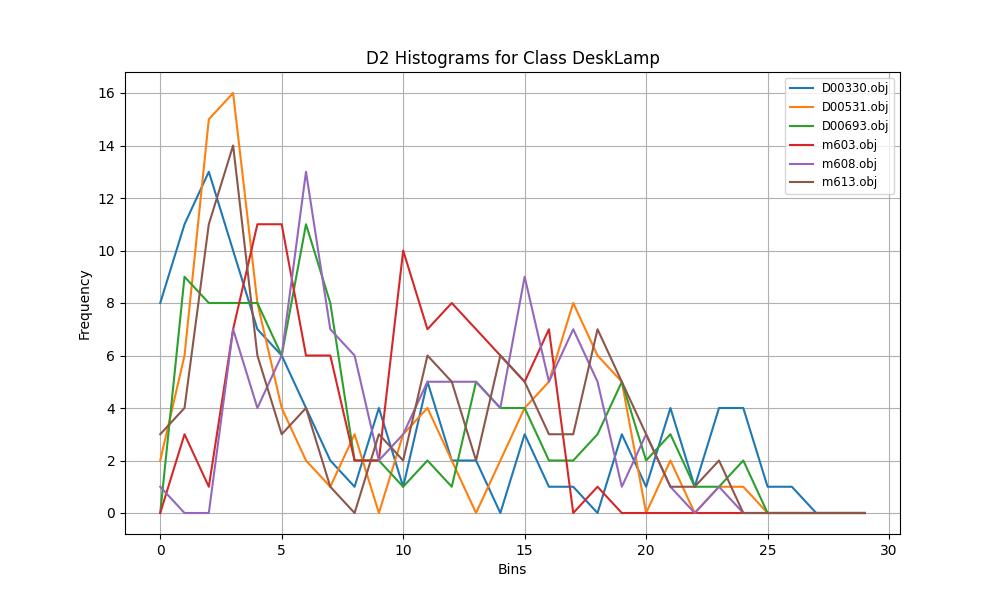 D2 Histograms for Class DeskLamp
D00330.obj
D00531.obj
D00693.obj
m603.obj
m608.obj
m613.obj
16
14
12
10
8
6
4
2
0
Frequency
0 5 10 15 20 25 30
Bins